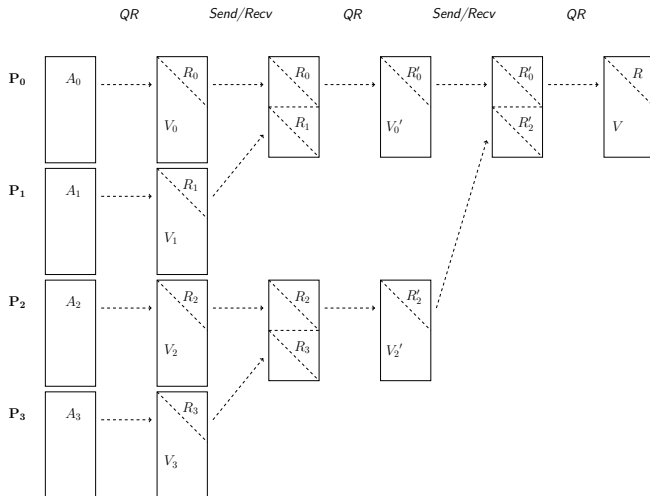 QR Send/Recv QR Send/Recv QR
P₀ A₀ R₀ R₀ R′₀ R′₀ R
V₀ R₁ V₀′ R′₂ V
P₁ A₁ R₁
V₁
P₂ A₂ R₂ R₂ R′₂
V₂ R₃ V₂′
P₃ A₃ R₃
V₃